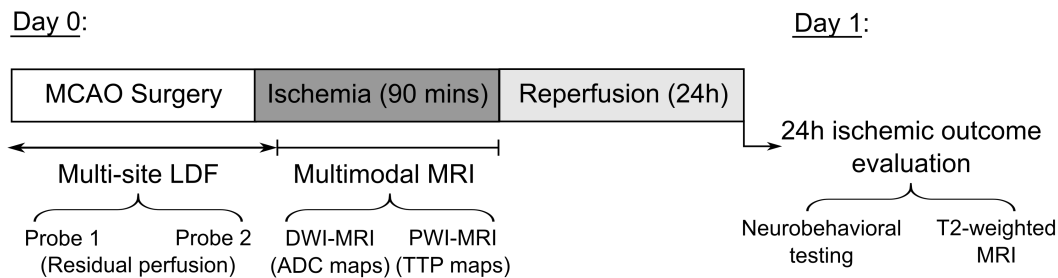 Day 0:
Day 1:
MCAO Surgery
Ischemia (90 mins)
Reperfusion (24h)
24h ischemic outcome
evaluation
Multi-site LDF
Multimodal MRI
Probe 1
Probe 2
(Residual perfusion)
DWI-MRI
(ADC maps)
PWI-MRI
(TTP maps)
Neurobehavioral
testing
T2-weighted
MRI